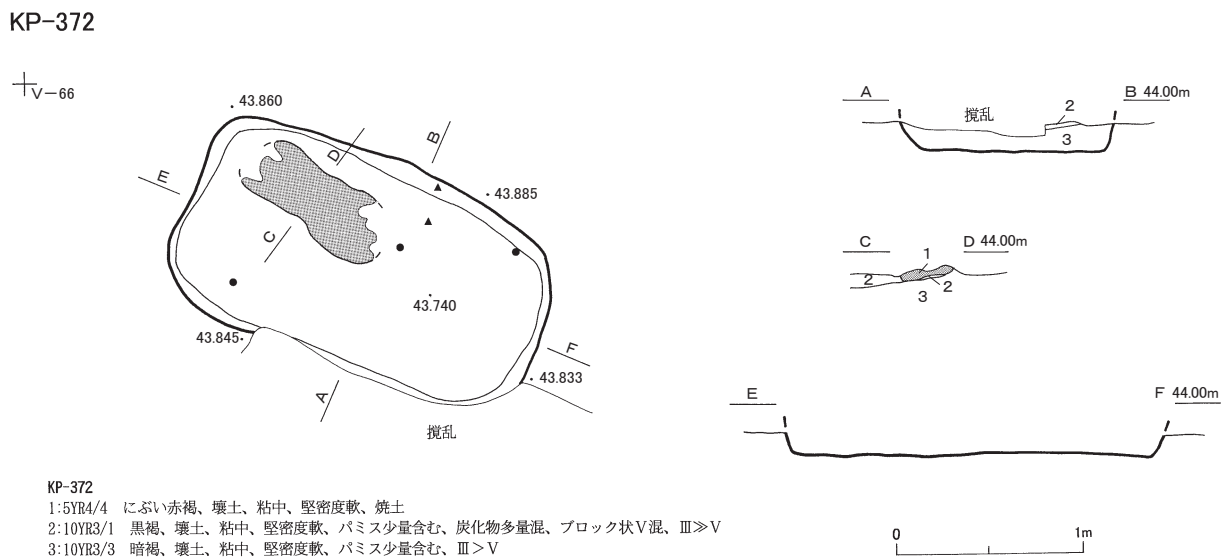 KP-372
V-66
43.860
D
B
E
43.885
C
43.740
43.845
F
43.833
A
撹乱
A
B 44.00m
撹乱
2
3
C
D 44.00m
1
2
2
3
E
F 44.00m
KP-372
1:5YR4/4 にぶい赤褐、壌土、粘中、堅密度軟、焼土
2:10YR3/1 黒褐、壌土、粘中、堅密度軟、パミス少量含む、炭化物多量混、ブロック状Ⅴ混、Ⅲ≫Ⅴ
3:10YR3/3 暗褐、壌土、粘中、堅密度軟、パミス少量含む、Ⅲ＞Ⅴ
0 1m